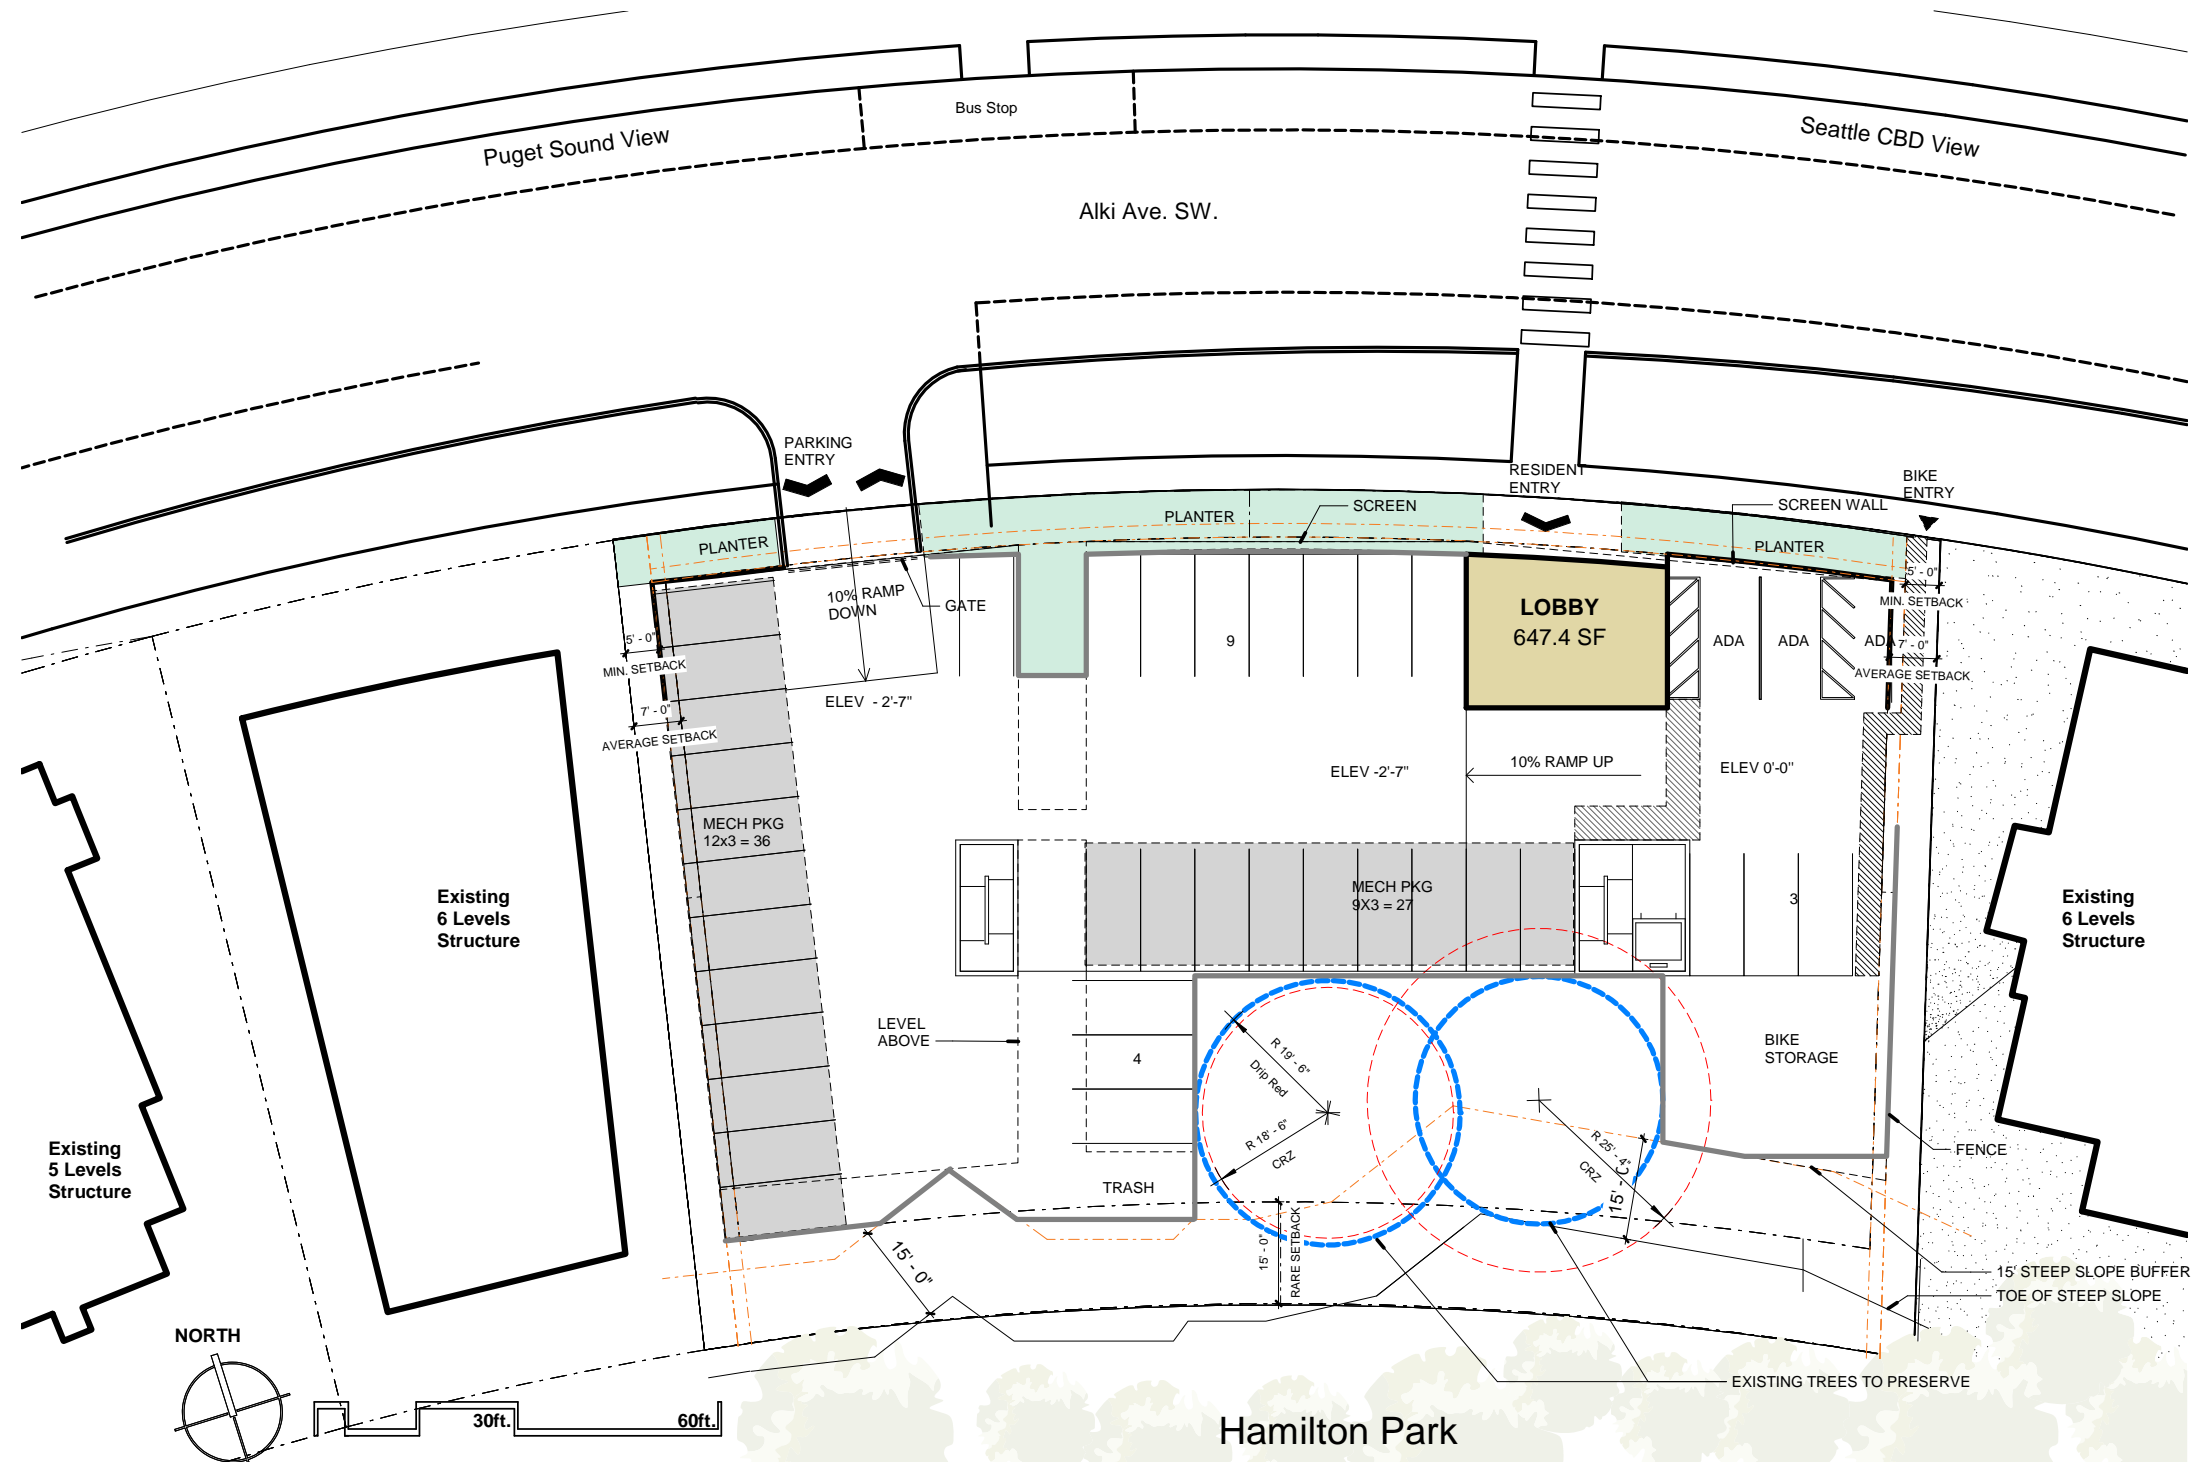 Bus Stop
Puget Sound View
Seattle CBD View
Alki Ave. SW.
PARKING
ENTRY
RESIDENT
ENTRY
BIKE
ENTRY
SCREEN
SCREEN WALL
PLANTER
PLANTER
PLANTER
10% RAMP
DOWN
GATE
LOBBY
647.4 SF
9
ADA
ADA
ADA
5' - 0"
MIN. SETBACK
7' - 0"
AVERAGE SETBACK
5' - 0"
MIN. SETBACK
7' - 0"
AVERAGE SETBACK
ELEV - 2'-7"
ELEV -2'-7"
10% RAMP UP
ELEV 0'-0"
MECH PKG
12x3 = 36
MECH PKG
9X3 = 27
3
Existing
6 Levels
Structure
Existing
6 Levels
Structure
Existing
5 Levels
Structure
LEVEL
ABOVE
4
R 19' - 6"
Drip Red
R 18' - 6"
CRZ
R 25' - 4"
CRZ
BIKE
STORAGE
FENCE
TRASH
15' - 0"
15' - 0"
RARE SETBACK
15' - 0"
15' STEEP SLOPE BUFFER
TOE OF STEEP SLOPE
EXISTING TREES TO PRESERVE
NORTH
30ft.
60ft.
Hamilton Park